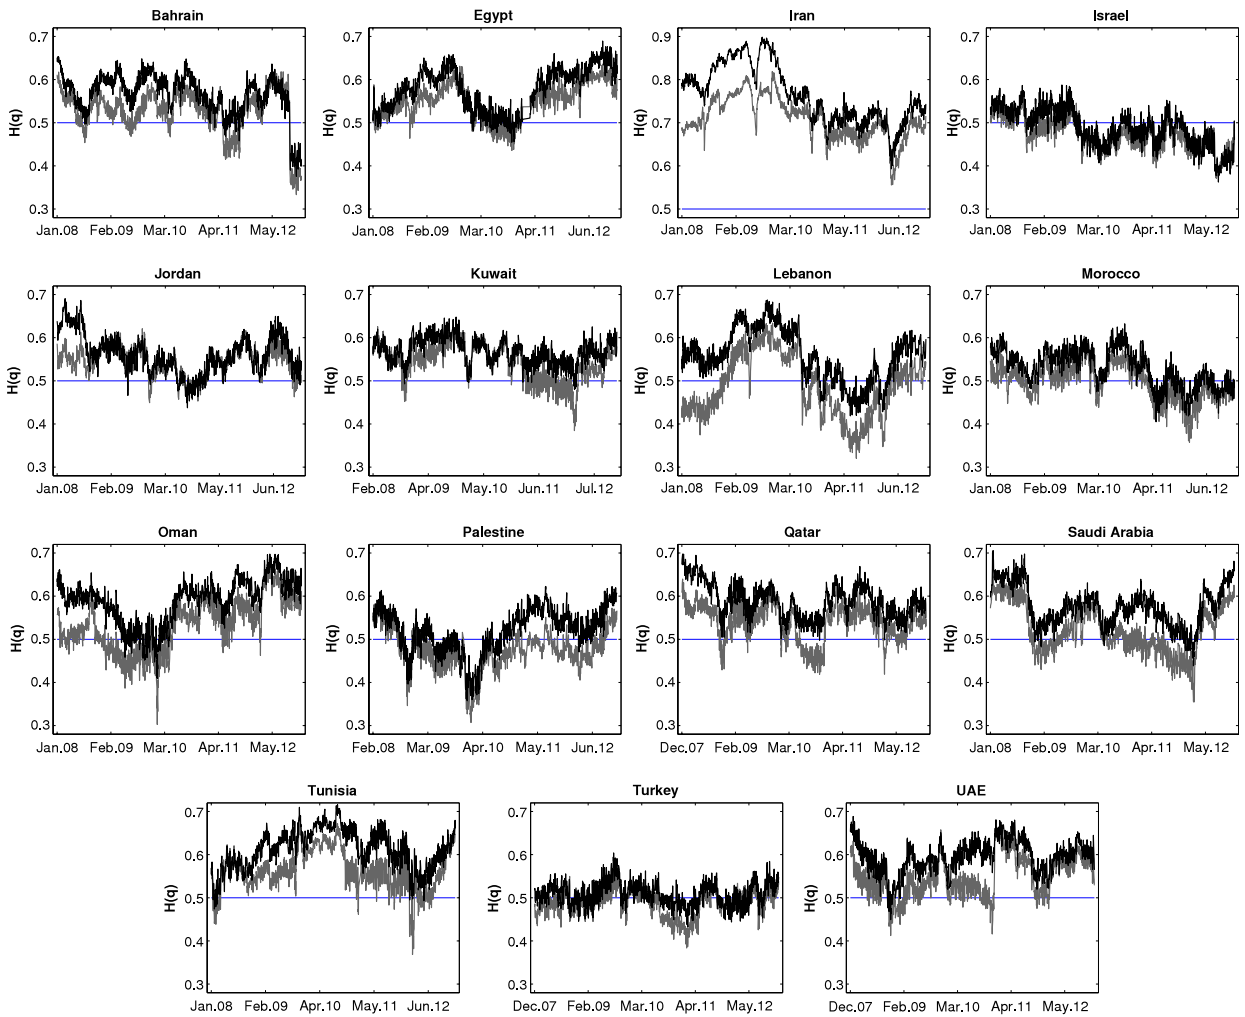 Bahrain
H(q)
0.7
0.6
0.5
0.4
0.3
Jan.08 Feb.09 Mar.10 Apr.11 May.12
Egypt
H(q)
0.7
0.6
0.5
0.4
0.3
Jan.08 Feb.09 Mar.10 Apr.11 Jun.12
Iran
H(q)
0.9
0.8
0.7
0.6
0.5
Jan.08 Feb.09 Mar.10 Apr.11 Jun.12
Israel
H(q)
0.7
0.6
0.5
0.4
0.3
Jan.08 Feb.09 Mar.10 Apr.11 May.12
Jordan
H(q)
0.7
0.6
0.5
0.4
0.3
Jan.08 Feb.09 Mar.10 May.11 Jun.12
Kuwait
H(q)
0.7
0.6
0.5
0.4
0.3
Feb.08 Apr.09 Mar.10 Jun.11 Jul.12
Lebanon
H(q)
0.7
0.6
0.5
0.4
0.3
Jan.08 Feb.09 Mar.10 Apr.11 Jun.12
Morocco
H(q)
0.7
0.6
0.5
0.4
0.3
Jan.08 Feb.09 Mar.10 Apr.11 Jun.12
Oman
H(q)
0.7
0.6
0.5
0.4
0.3
Jan.08 Feb.09 Mar.10 Apr.11 May.12
Palestine
H(q)
0.7
0.6
0.5
0.4
0.3
Feb.08 Mar.09 Apr.10 May.11 Jun.12
Qatar
H(q)
0.7
0.6
0.5
0.4
0.3
Dec.07 Feb.09 Mar.10 Apr.11 May.12
Saudi Arabia
H(q)
0.7
0.6
0.5
0.4
0.3
Jan.08 Feb.09 Mar.10 Apr.11 May.12
Tunisia
H(q)
0.7
0.6
0.5
0.4
0.3
Jan.08 Feb.09 Apr.10 May.11 Jun.12
Turkey
H(q)
0.7
0.6
0.5
0.4
0.3
Dec.07 Feb.09 Mar.10 Apr.11 May.12
UAE
H(q)
0.7
0.6
0.5
0.4
0.3
Dec.07 Feb.09 Mar.10 Apr.11 May.12